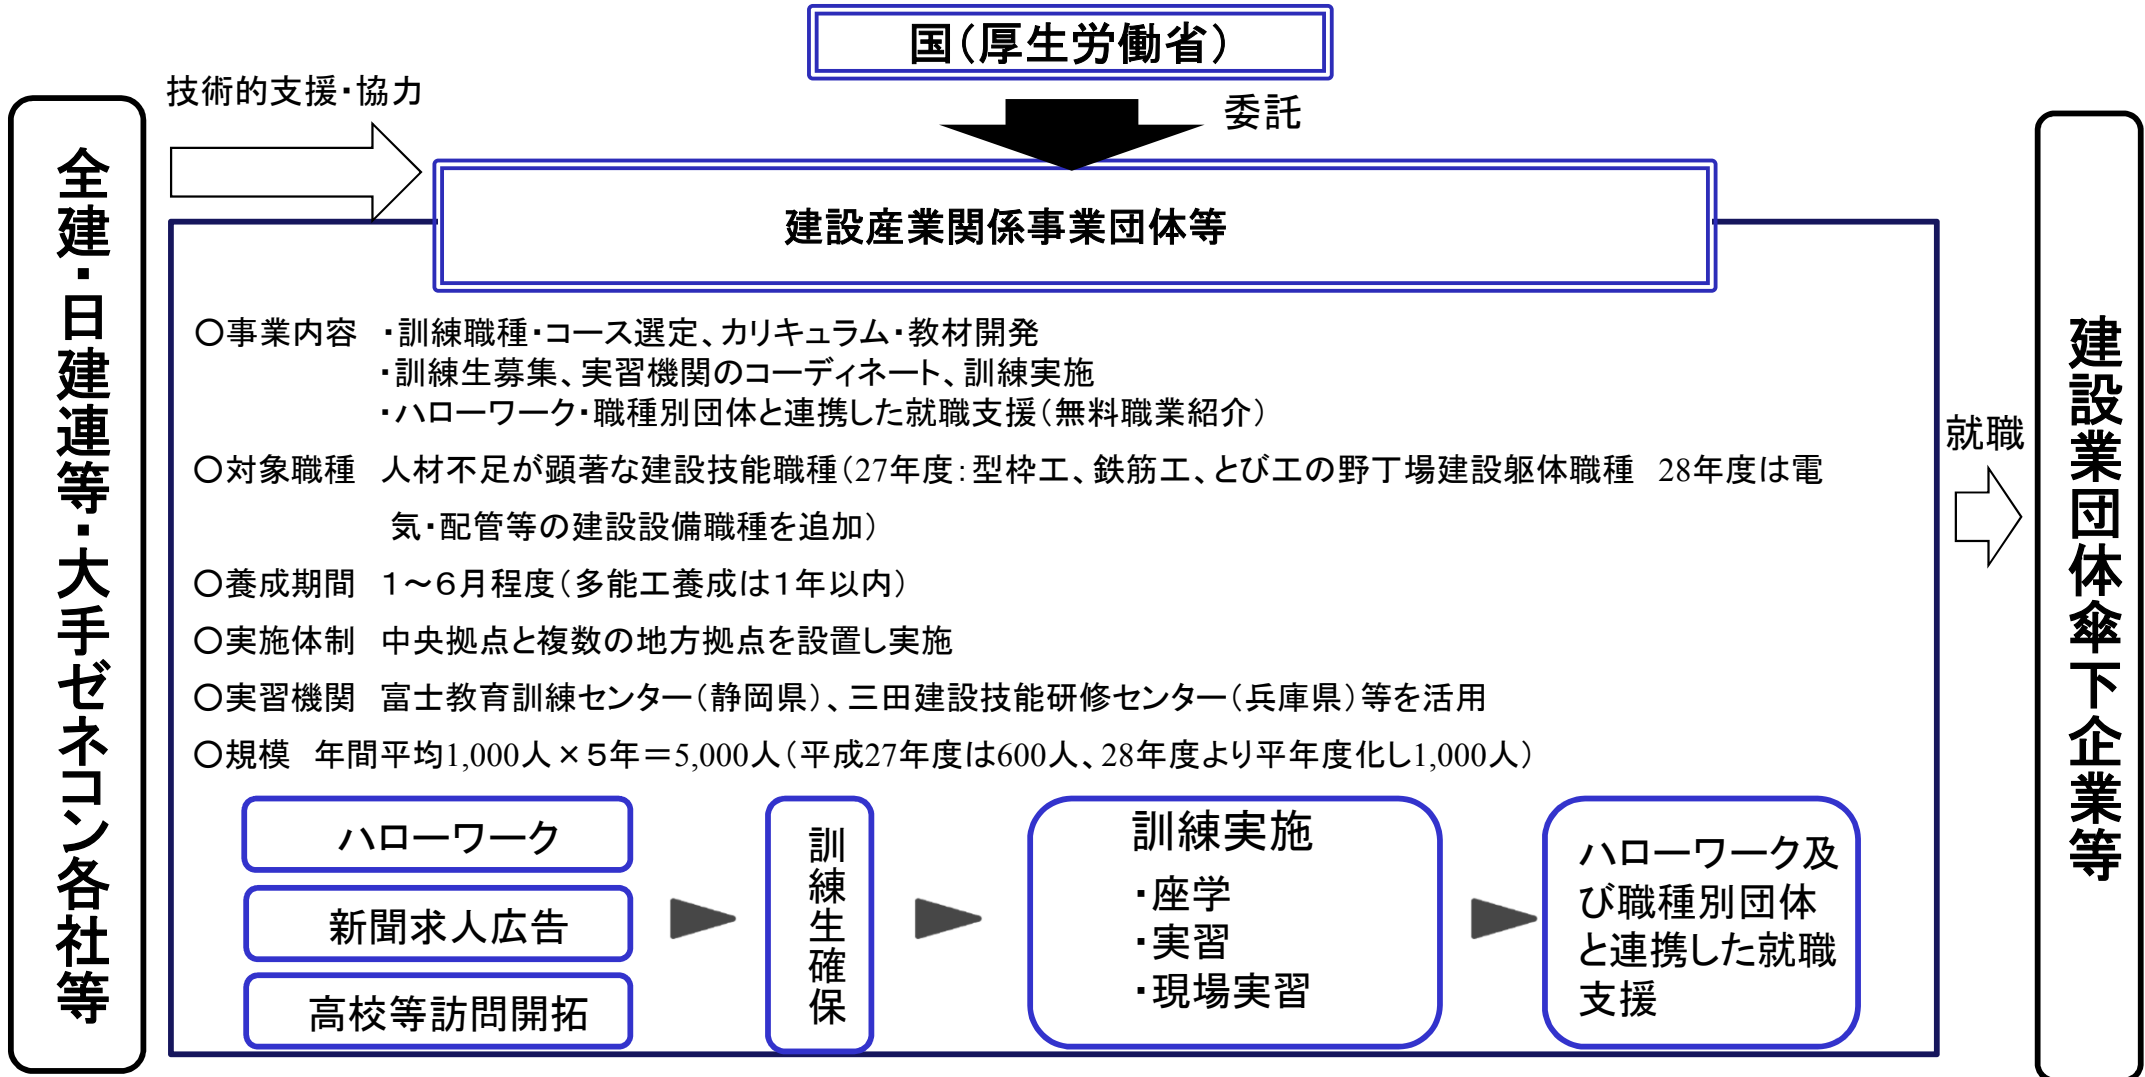 国(厚生労働省)
技術的支援・協力
委託
全建・日建連等・大手ゼネコン各社等
建設産業関係事業団体等
○事業内容 ・訓練職種・コース選定、カリキュラム・教材開発
・訓練生募集、実習機関のコーディネート、訓練実施
・ハローワーク・職種別団体と連携した就職支援(無料職業紹介)
○対象職種 人材不足が顕著な建設技能職種(27年度:型枠工、鉄筋工、とび工の野丁場建設躯体職種 28年度は電
気・配管等の建設設備職種を追加)
○養成期間 1~6月程度(多能工養成は1年以内)
○実施体制 中央拠点と複数の地方拠点を設置し実施
○実習機関 富士教育訓練センター(静岡県)、三田建設技能研修センター(兵庫県)等を活用
○規模 年間平均1,000人×5年=5,000人(平成27年度は600人、28年度より平年度化し1,000人)
ハローワーク
新聞求人広告
高校等訪問開拓
訓練生確保
訓練実施
・座学
・実習
・現場実習
ハローワーク及
び職種別団体
と連携した就職
支援
就職
建設業団体傘下企業等